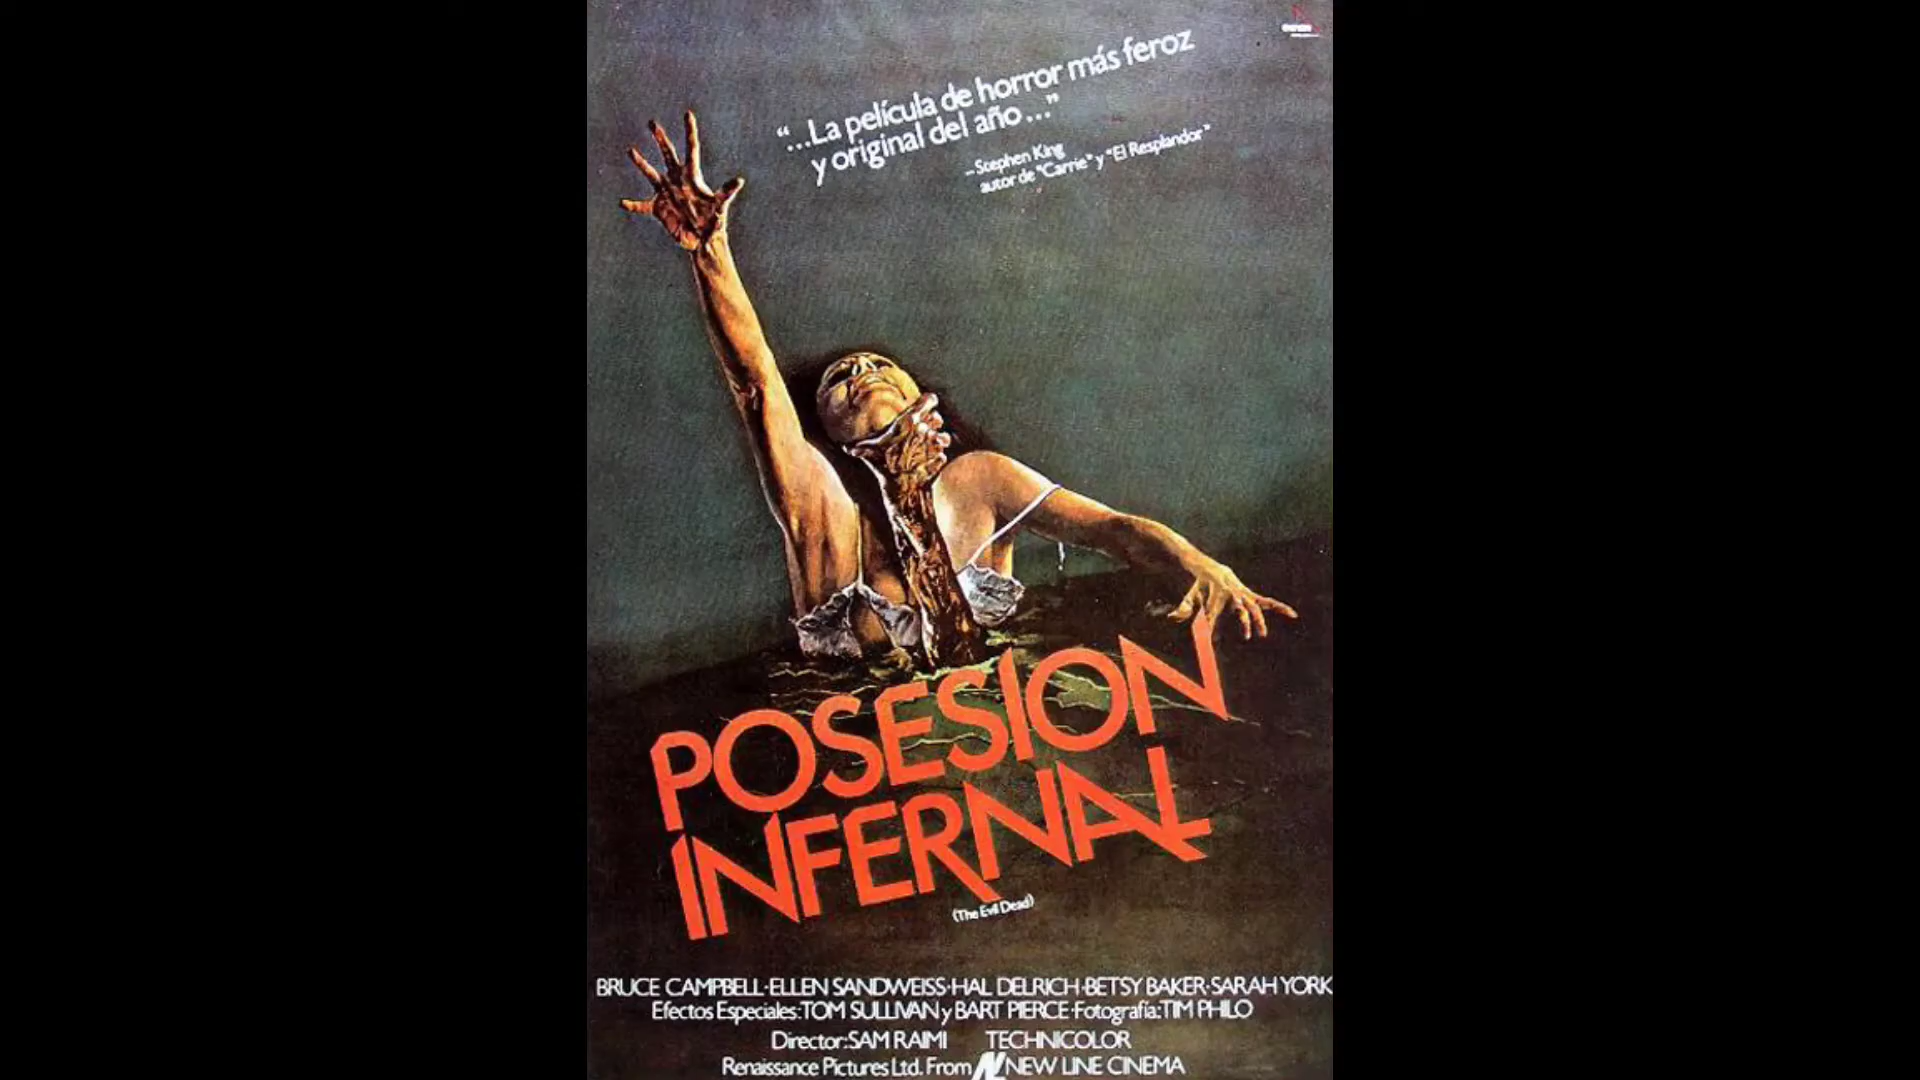 “...La película de horror más feroz
y original del año...”
–Stephen King
autor de “Carrie” y “El Resplandor”
POSESION
INFERNAL
(The Evil Dead)
BRUCE CAMPBELL·ELLEN SANDWEISS·HAL DELRICH·BETSY BAKER·SARAH YORK
Efectos Especiales:TOM SULLIVAN y BART PIERCE·Fotografía:TIM PHILO
Director:SAM RAIMI TECHNICOLOR
Renaissance Pictures Ltd. From NEW LINE CINEMA